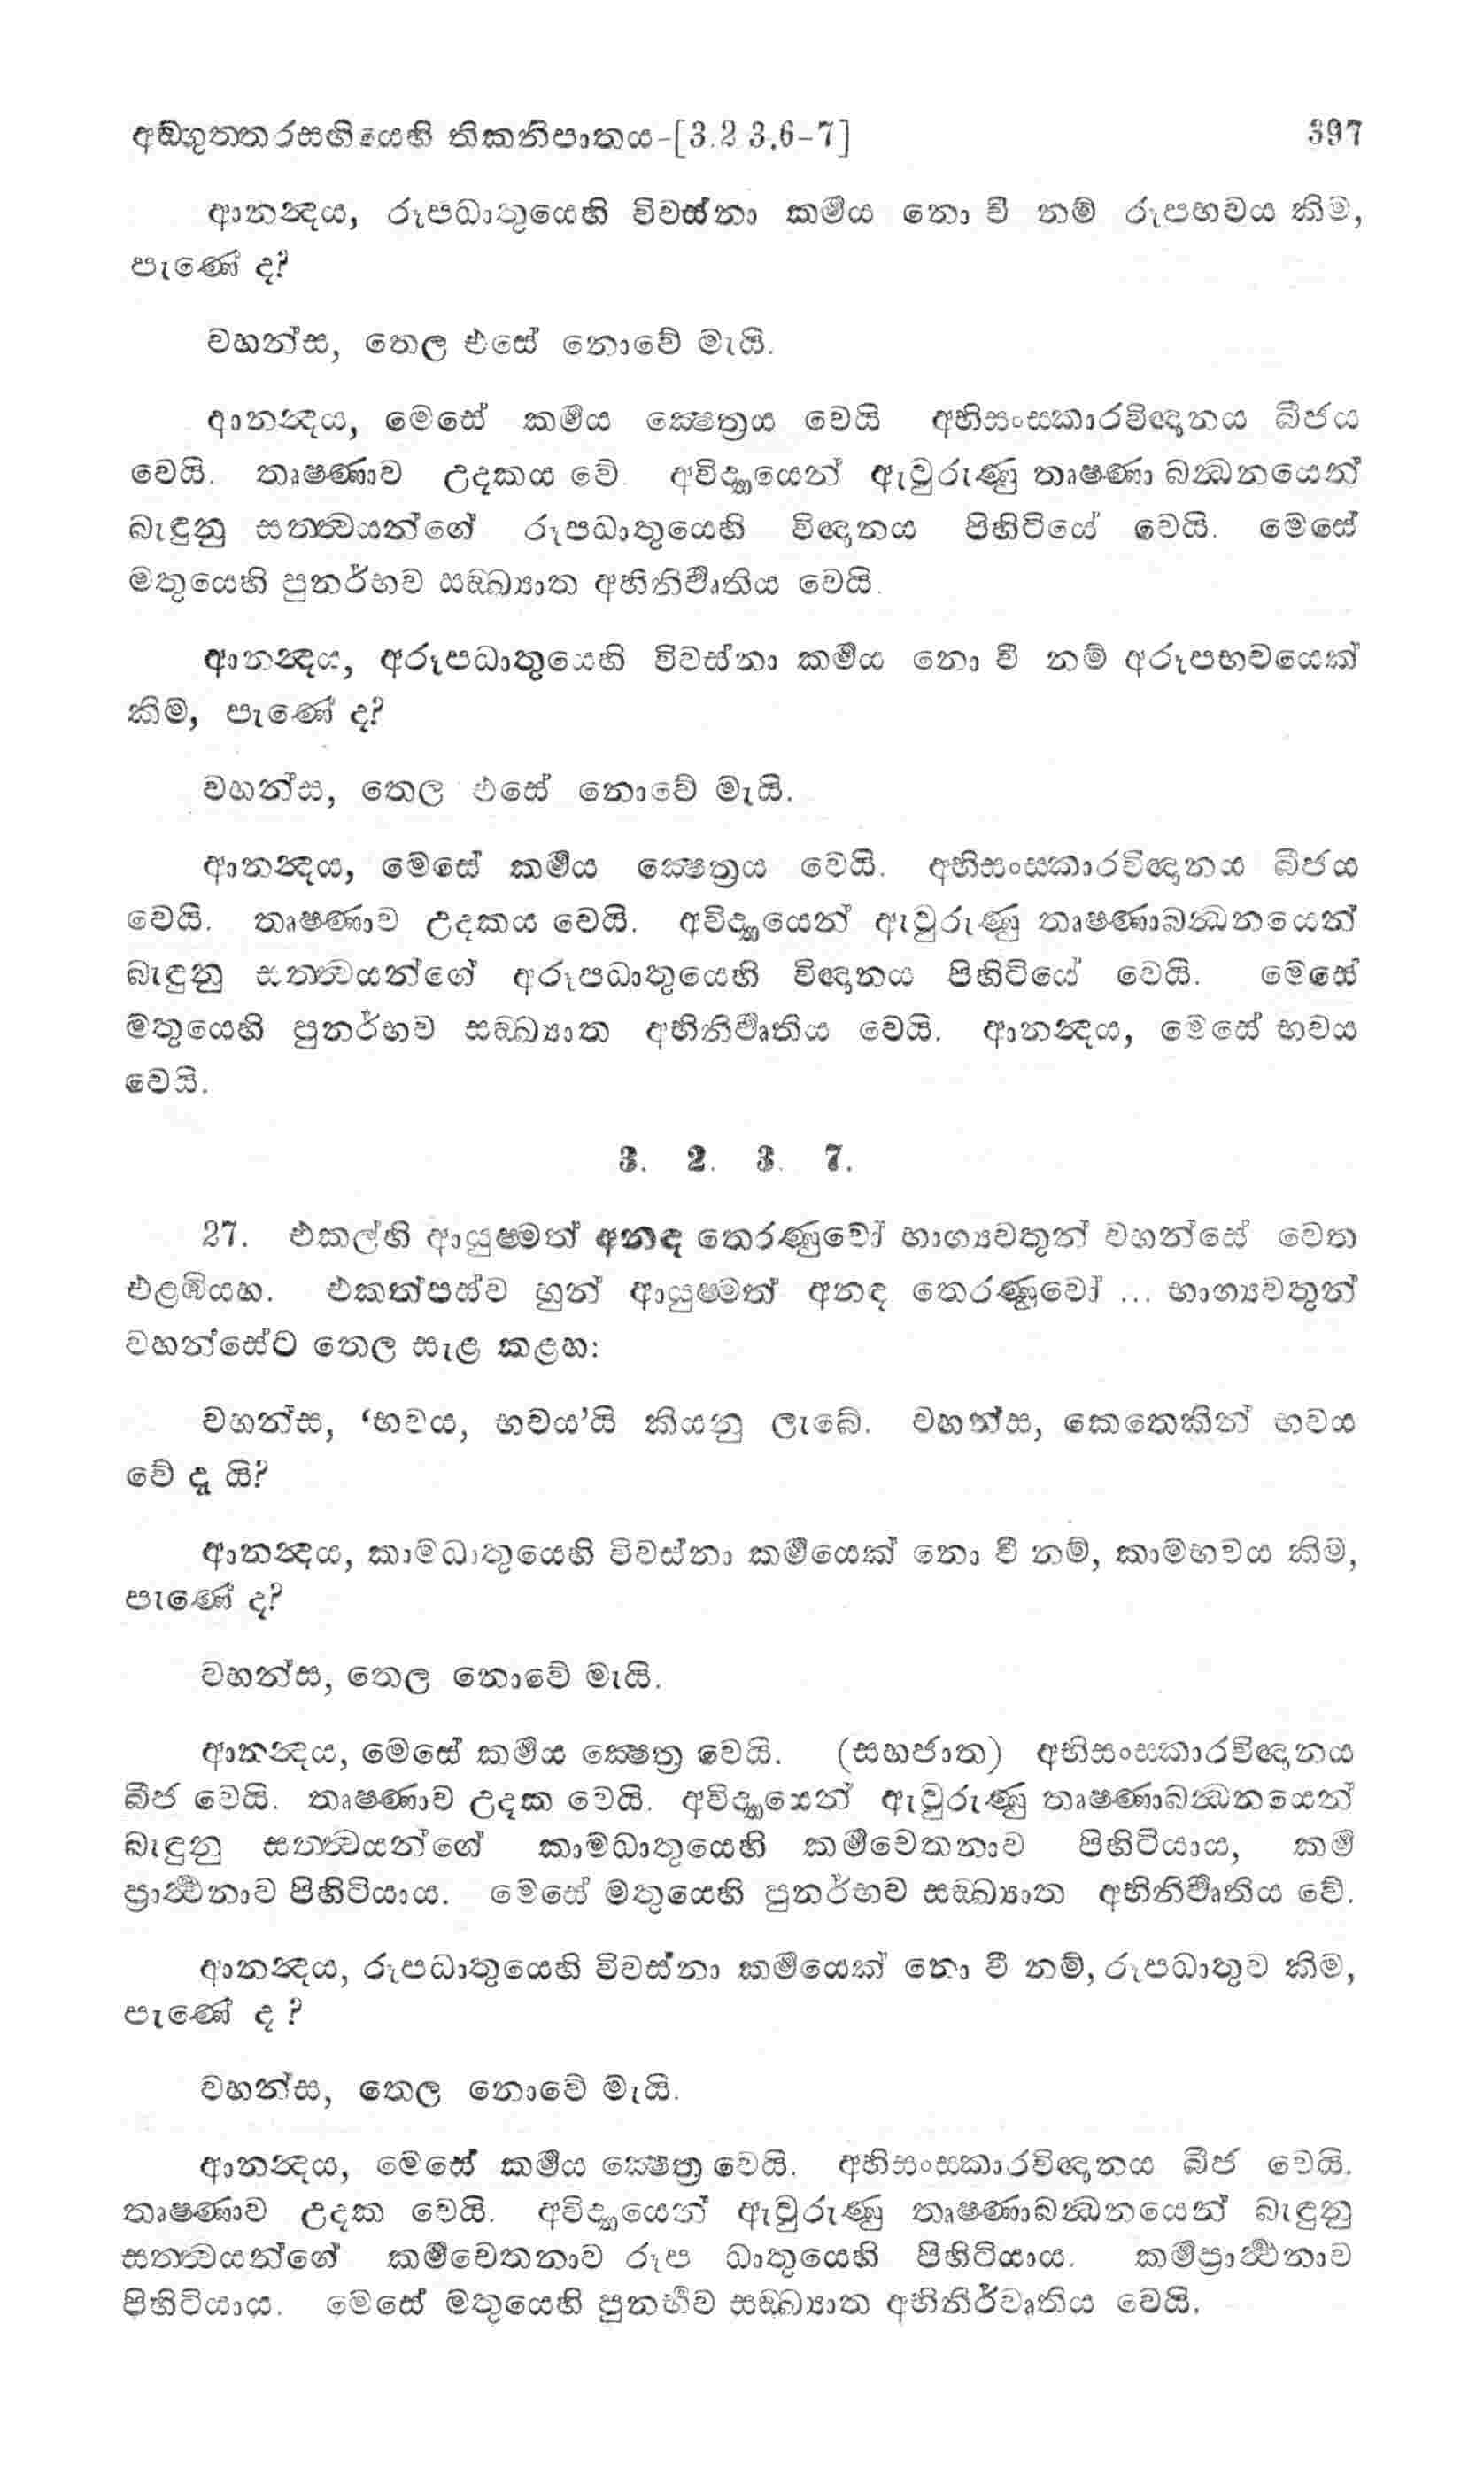 අඞ්ගුත්තරසඟියෙහි තිකනිපාතය-[3.2 3.6-7] 397
ආනන්‍දය, රූපධාතුයෙහි විවස්නා කර්‍මය නො වී නම් රූපභවය කිම,
පැණේ ද?
වහන්ස, තෙල එසේ නොවේ මැයි.
ආනන්‍දය, මෙසේ කර්‍මය ක්‍ෂෙත්‍රය වෙයි අභිසංස්කාරවිඥානය බීජය
වෙයි. තෘෂ්ණාව උදකය වේ. අවිද්‍යායෙන් ඇවුරුණු තෘෂ්ණා බන්‍ධනයෙන්
බැඳුනු සත්ත්‍වයන්ගේ රූපධාතුයෙහි විඥානය පිහිටියේ වෙයි. මෙසේ
මතුයෙහි පුනර්භව සඞ්ඛ්‍යාත අභිනිර්‍වෘතිය වෙයි.
ආනන්‍දය, අරූපධාතුයෙහි විවස්නා කර්‍මය නො වී නම් අරූපභවයෙක්
කිම, පැණේ ද?
වහන්ස, තෙල එසේ නොවේ මැයි.
ආනන්‍දය, මෙසේ කර්‍මය ක්‍ෂෙත්‍රය වෙයි. අභිසංස්කාරවිඥානය බීජය
වෙයි. තෘෂ්ණාව උදකය වෙයි. අවිද්‍යායෙන් ඇවුරුණු තෘෂ්ණාබන්‍ධනයෙන්
බැඳුනු සත්ත්‍වයන්ගේ අරූපධාතුයෙහි විඥානය පිහිටියේ වෙයි. මෙසේ
මතුයෙහි පුනර්භව සඞ්ඛ්‍යාත අභිනිර්‍වෘතිය වෙයි. ආනන්‍දය, මෙසේ භවය
වෙයි.
3. 2. 3. 7.
27. එකල්හි ආයුෂ්මත් අනඳ තෙරණුවෝ භාග්‍යවතුන් වහන්සේ වෙත
එළඹියහ. එකත්පස්ව හුන් ආයුෂ්මත් අනඳ තෙරණුවෝ ... භාග්‍යවතුන්
වහන්සේට තෙල සැළ කළහ:
වහන්ස, ‘භවය, භවය’යි කියනු ලැබේ. වහන්ස, කෙතෙකින් භවය
වේ දැ යි?
ආනන්‍දය, කාමධාතුයෙහි විවස්නා කර්‍මයෙක් නො වී නම්, කාමභවය කිම,
පැණේ ද?
වහන්ස, තෙල නොවේ මැයි.
ආනන්‍දය, මෙසේ කර්‍මය ක්‍ෂෙත්‍ර වෙයි. (සහජාත) අභිසංස්කාරවිඥානය
බීජ වෙයි. තෘෂ්ණාව උදක වෙයි. අවිද්‍යායෙන් ඇවුරුණු තෘෂ්ණාබන්‍ධනයෙන්
බැඳුනු සත්ත්‍වයන්ගේ කාමධාතුයෙහි කර්‍මචෙතනාව පිහිටියාය, කර්‍ම
ප්‍රාර්‍ත්‍ථනාව පිහිටියාය. මෙසේ මතුයෙහි පුනර්භව සඞ්ඛ්‍යාත අභිනිර්‍වෘතිය වේ.
ආනන්‍දය, රූපධාතුයෙහි විවස්නා කර්‍මයෙක් නො වී නම්, රූපධාතුව කිම,
පැණේ ද ?
වහන්ස, තෙල නොවේ මැයි.
ආනන්‍දය, මෙසේ කර්‍මය ක්‍ෂෙත්‍ර වෙයි. අභිසංස්කාරවිඥානය බීජ වෙයි.
තෘෂ්ණාව උදක වෙයි. අවිද්‍යායෙන් ඇවුරුණු තෘෂ්ණාබන්‍ධනයෙන් බැඳුනු
සත්ත්‍වයන්ගේ කර්‍මචෙතනාව රූප ධාතුයෙහි පිහිටියාය. කර්‍මප්‍රාර්‍ත්‍ථනාව
පිහිටියාය. මෙසේ මතුයෙහි පුනර්‍භව සඞ්ඛ්‍යාත අභිනිර්වෘතිය වෙයි.